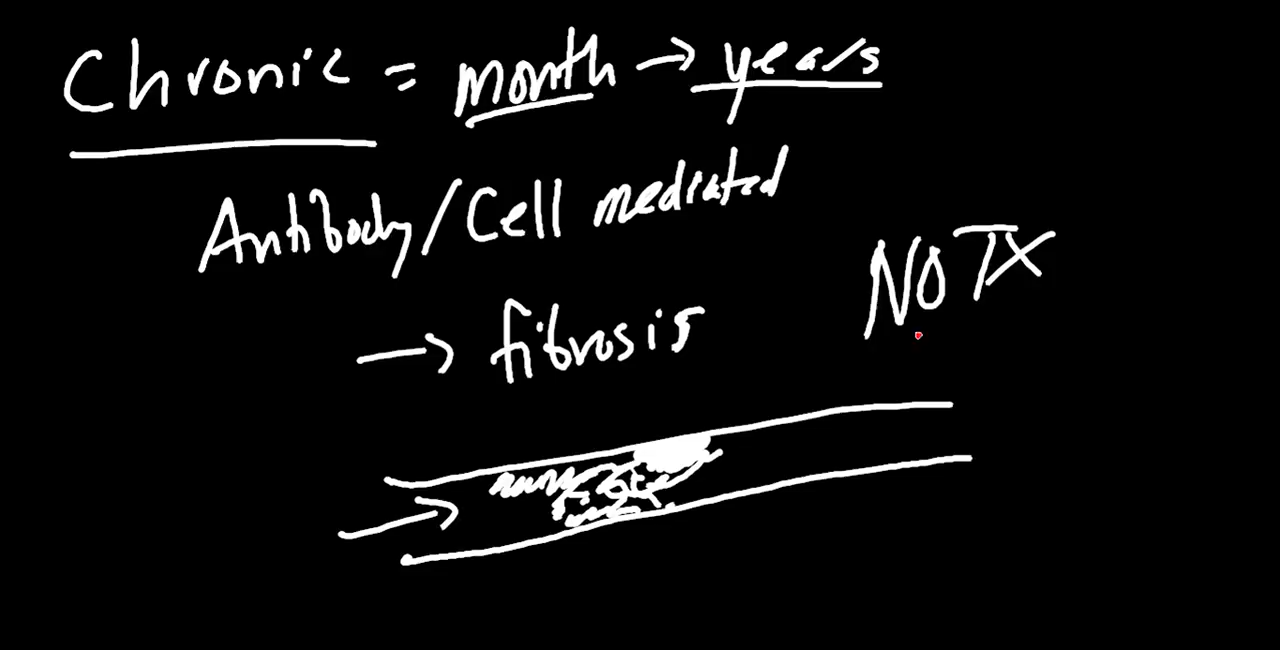 Chronic = month → years
Antibody/Cell mediated
NO TX
→ fibrosis